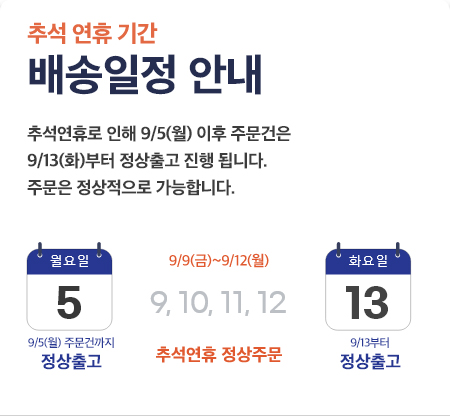 추석 연휴 기간
배송일정 안내
추석연휴로 인해 9/5(월) 이후 주문건은
9/13(화)부터 정상출고 진행 됩니다.
주문은 정상적으로 가능합니다.
월요일
5
9/5(월) 주문건까지
정상출고
9/9(금)~9/12(월)
9, 10, 11, 12
추석연휴 정상주문
화요일
13
9/13부터
정상출고